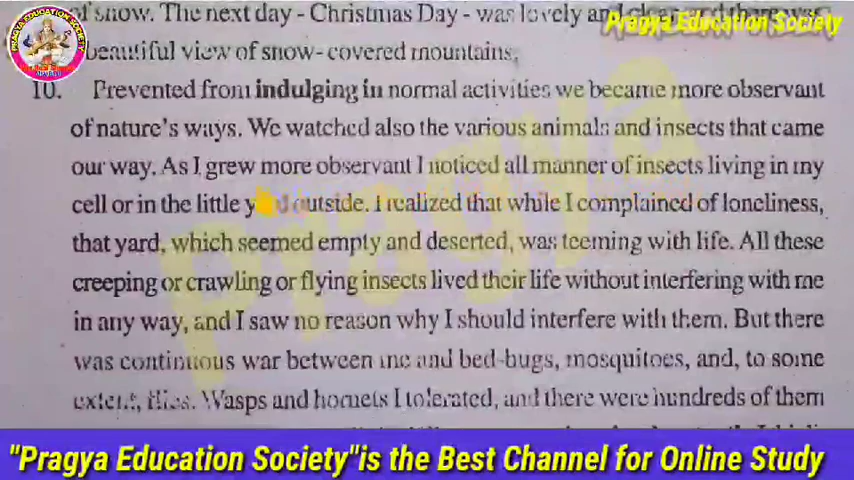 of snow. The next day - Christmas Day - was lovely and clear and there was
Pragya Education Society
beautiful view of snow-covered mountains,
10. Prevented from indulging in normal activities we became more observant
of nature's ways. We watched also the various animals and insects that came
our way. As I grew more observant I noticed all manner of insects living in my
cell or in the little yard outside. I realized that while I complained of loneliness,
that yard, which seemed empty and deserted, was teeming with life. All these
creeping or crawling or flying insects lived their life without interfering with me
in any way, and I saw no reason why I should interfere with them. But there
was continuous war between me and bed-bugs, mosquitoes, and, to some
extent, flies. Wasps and hornets I tolerated, and there were hundreds of them
Pragya
"Pragya Education Society"is the Best Channel for Online Study